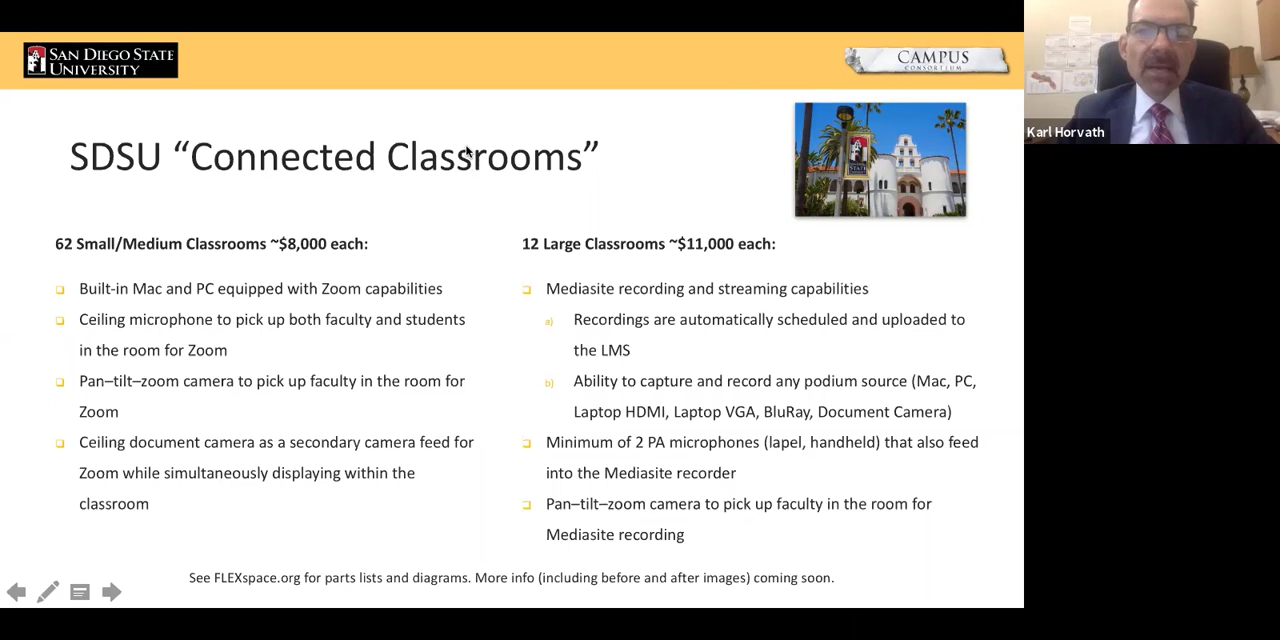 SAN DIEGO STATE
UNIVERSITY
CAMPUS
CONSORTIUM
Karl Horvath
SDSU “Connected Classrooms”
62 Small/Medium Classrooms ~$8,000 each:
Built-in Mac and PC equipped with Zoom capabilities
Ceiling microphone to pick up both faculty and students
in the room for Zoom
Pan–tilt–zoom camera to pick up faculty in the room for
Zoom
Ceiling document camera as a secondary camera feed for
Zoom while simultaneously displaying within the
classroom
12 Large Classrooms ~$11,000 each:
Mediasite recording and streaming capabilities
a) Recordings are automatically scheduled and uploaded to
the LMS
b) Ability to capture and record any podium source (Mac, PC,
Laptop HDMI, Laptop VGA, BluRay, Document Camera)
Minimum of 2 PA microphones (lapel, handheld) that also feed
into the Mediasite recorder
Pan–tilt–zoom camera to pick up faculty in the room for
Mediasite recording
See FLEXspace.org for parts lists and diagrams. More info (including before and after images) coming soon.